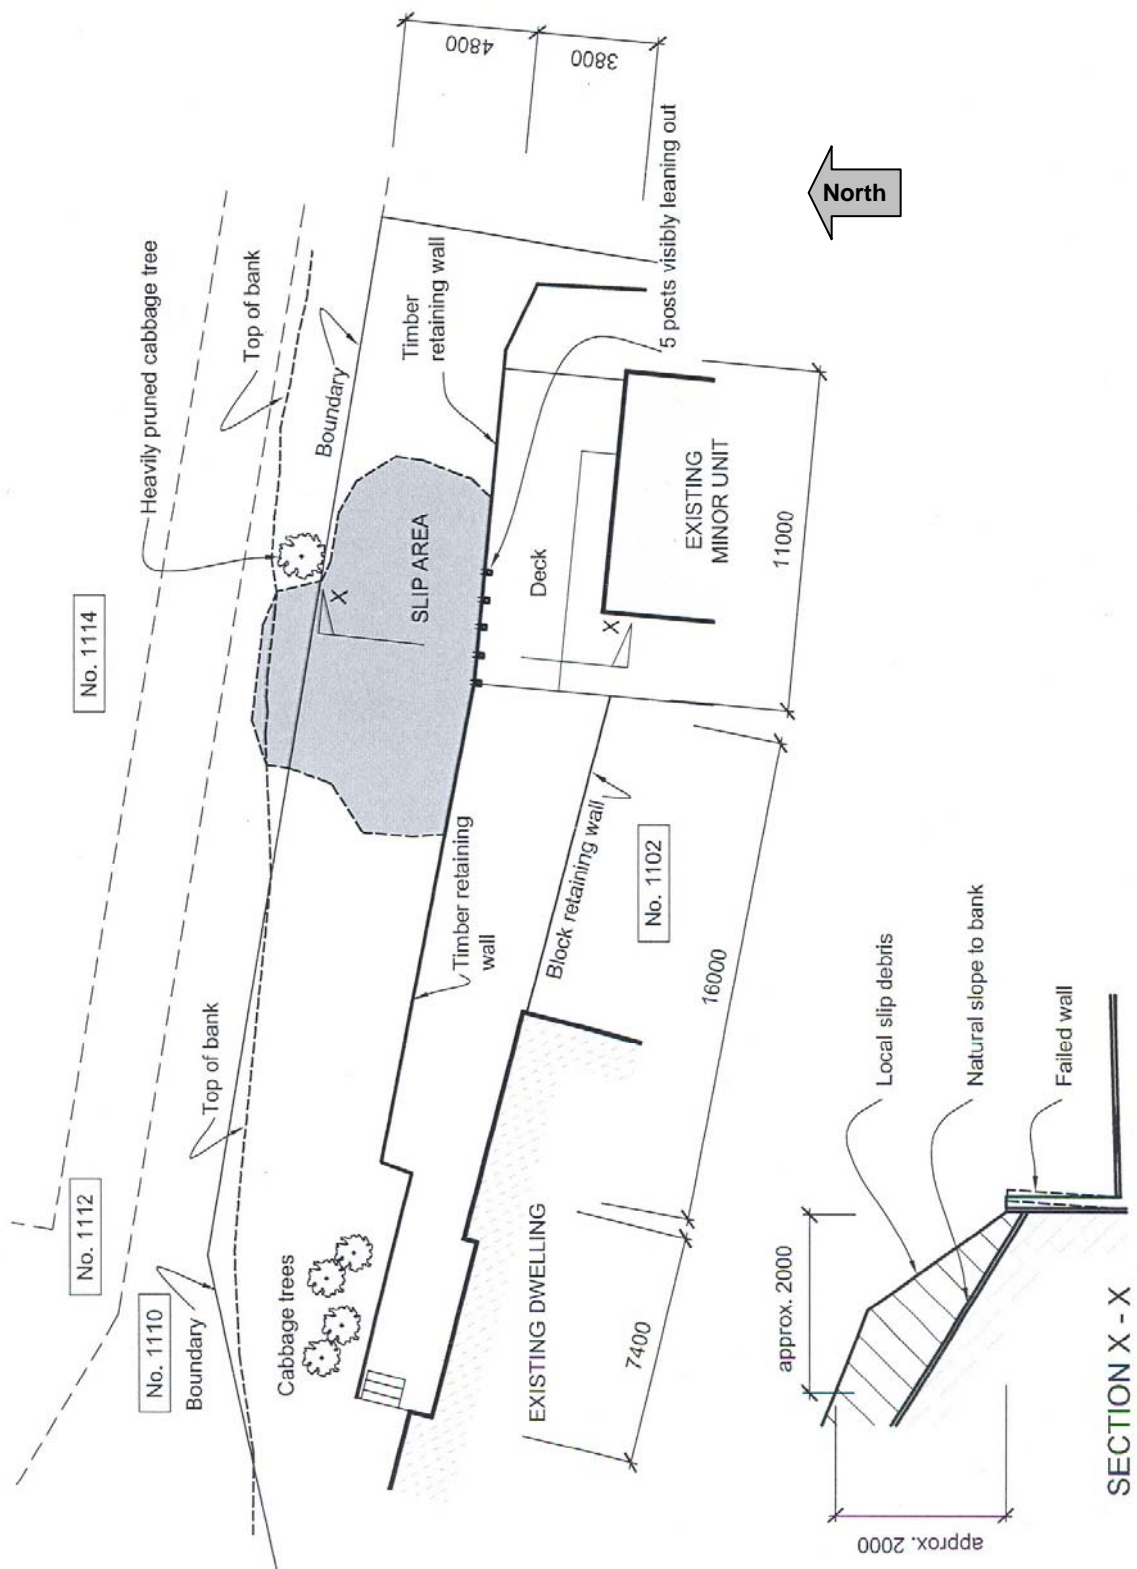 No. 1110
Boundary
No. 1112
Top of bank
Cabbage trees
No. 1114
Heavily pruned cabbage tree
Top of bank
Boundary
4800
3800
Timber
retaining wall
SLIP AREA
X
5 posts visibly leaning out
North
Timber retaining
wall
Deck
X
EXISTING
MINOR UNIT
11000
Block retaining wall
No. 1102
16000
EXISTING DWELLING
7400
approx. 2000
approx. 2000
Local slip debris
Natural slope to bank
Failed wall
SECTION X - X